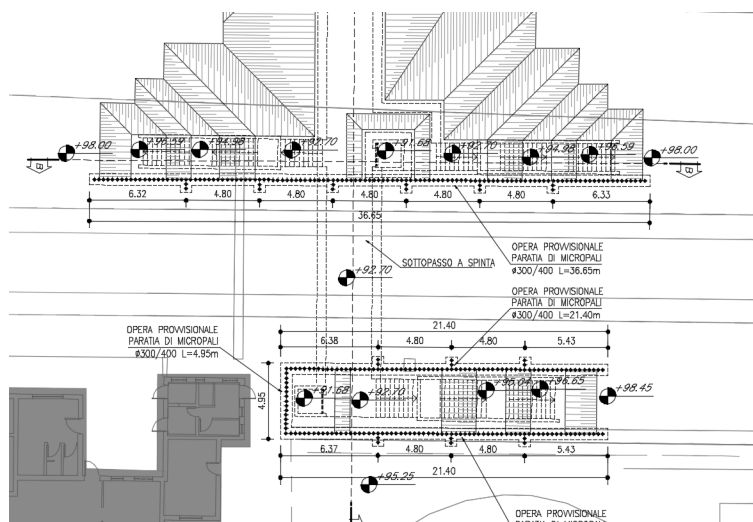 +98.00
+96.59
+94.98
+92.70
+91.68
+92.70
+94.98
+96.59
+98.00
B
B
6.32
4.80
4.80
4.80
4.80
4.80
6.33
36.65
SOTTOPASSO A SPINTA
OPERA PROVVISIONALE
PARATIA DI MICROPALI
ø300/400 L=36.65m
+92.70
OPERA PROVVISIONALE
PARATIA DI MICROPALI
ø300/400 L=21.40m
OPERA PROVVISIONALE
PARATIA DI MICROPALI
ø300/400 L=4.95m
21.40
6.38
4.80
4.80
5.43
4.95
+91.68
+92.70
+95.04
+96.65
+98.45
6.37
4.80
4.80
5.43
21.40
+95.25
OPERA PROVVISIONALE
PARATIA DI MICROPALI